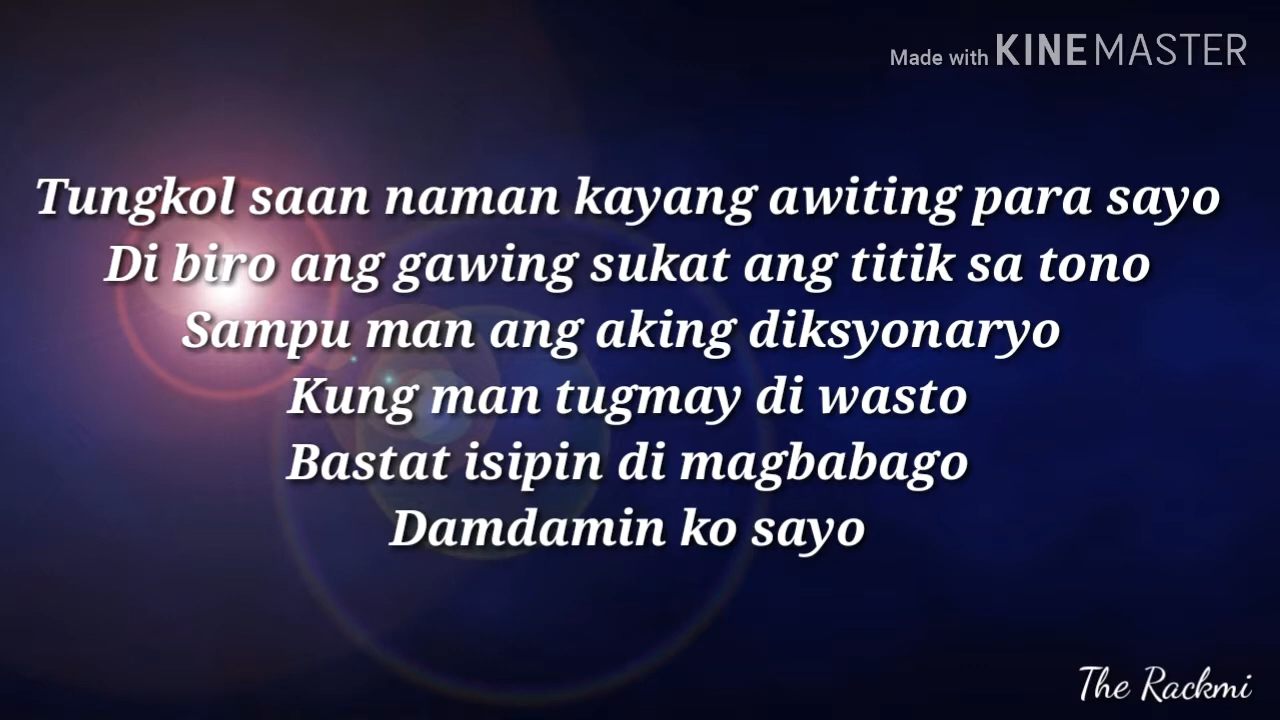 Made with KINEMASTER
Tungkol saan naman kayang awiting para sayo
Di biro ang gawing sukat ang titik sa tono
Sampu man ang aking diksyonaryo
Kung man tugmay di wasto
Bastat isipin di magbabago
Damdamin ko sayo
The Rackmi